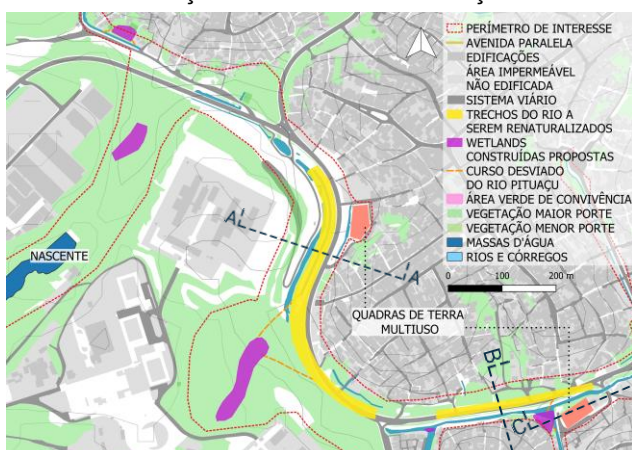 PERÍMETRO DE INTERESSE
AVENIDA PARALELA
EDIFICAÇÕES
ÁREA IMPERMEÁVEL
NÃO EDIFICADA
SISTEMA VIÁRIO
TRECHOS DO RIO A
SEREM RENATURALIZADOS
WETLANDS
CONSTRUÍDAS PROPOSTAS
CURSO DESVIADO
DO RIO PITUAÇU
ÁREA VERDE DE CONVIVÊNCIA
VEGETAÇÃO MAIOR PORTE
VEGETAÇÃO MENOR PORTE
MASSAS D'ÁGUA
RIOS E CÓRREGOS
0 100 200 m
A
A
NASCENTE
QUADRAS DE TERRA
MULTIUSO
B
C